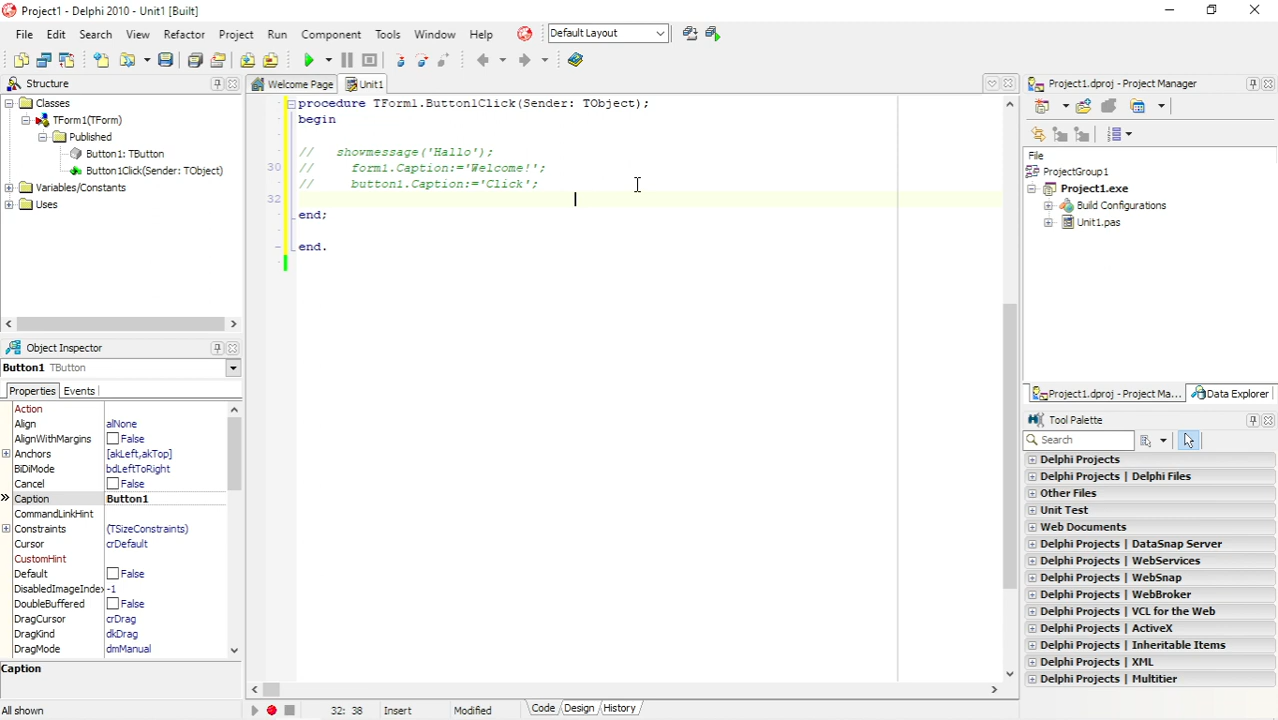 Project1 - Delphi 2010 - Unit1 [Built]
File Edit Search View Refactor Project Run Component Tools Window Help Default Layout
Structure
Classes
TForm1(TForm)
Published
Button1: TButton
Button1Click(Sender: TObject)
Variables/Constants
Uses
Object Inspector
Button1 TButton
Properties Events
Action
Align alNone
AlignWithMargins False
Anchors [akLeft,akTop]
BiDiMode bdLeftToRight
Cancel False
Caption Button1
CommandLinkHint
Constraints (TSizeConstraints)
Cursor crDefault
CustomHint
Default False
DisabledImageIndex -1
DoubleBuffered False
DragCursor crDrag
DragKind dkDrag
DragMode dmManual
Caption
All shown
Welcome Page Unit1
procedure TForm1.Button1Click(Sender: TObject);
begin
// showmessage('Hallo');
30 // form1.Caption:='Welcome!';
// button1.Caption:='Click';
32
end;
end.
32: 38 Insert Modified Code Design History
Project1.dproj - Project Manager
File
ProjectGroup1
Project1.exe
Build Configurations
Unit1.pas
Project1.dproj - Project Ma... Data Explorer
Tool Palette
Search
Delphi Projects
Delphi Projects | Delphi Files
Other Files
Unit Test
Web Documents
Delphi Projects | DataSnap Server
Delphi Projects | WebServices
Delphi Projects | WebSnap
Delphi Projects | WebBroker
Delphi Projects | VCL for the Web
Delphi Projects | ActiveX
Delphi Projects | Inheritable Items
Delphi Projects | XML
Delphi Projects | Multitier